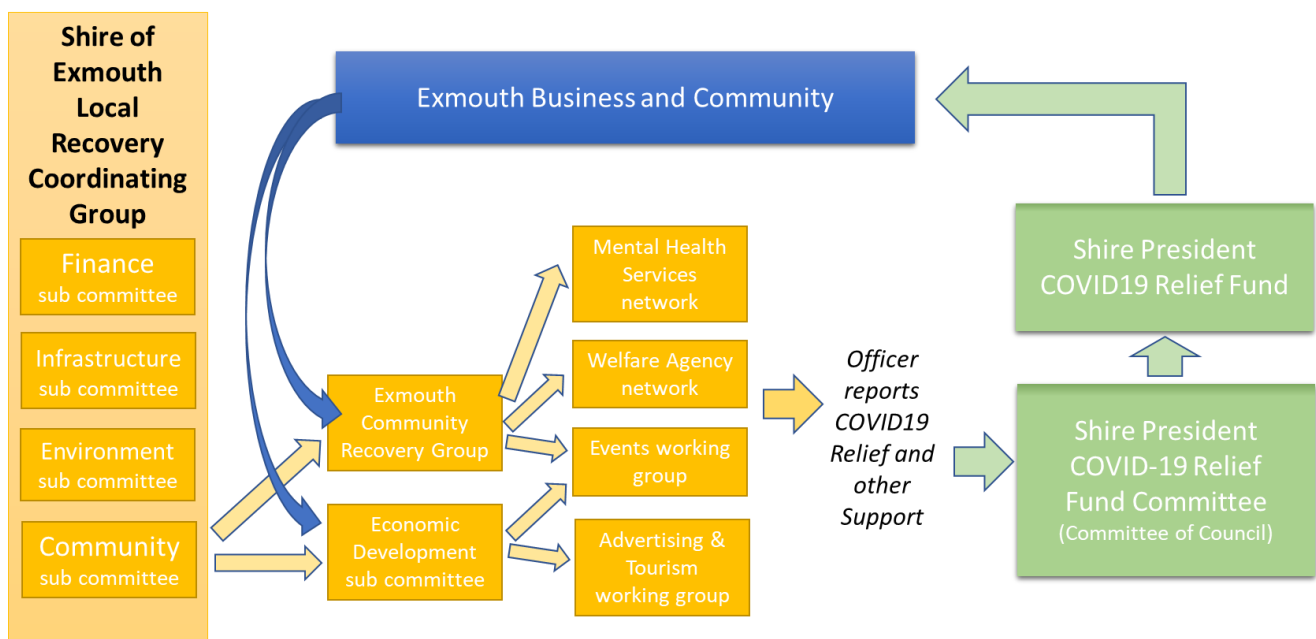 Shire of
Exmouth
Local
Recovery
Coordinating
Group
Finance
sub committee
Infrastructure
sub committee
Environment
sub committee
Community
sub committee
Exmouth Business and Community
Exmouth
Community
Recovery Group
Economic
Development
sub committee
Mental Health
Services
network
Welfare Agency
network
Events working
group
Advertising &
Tourism
working group
Officer
reports
COVID19
Relief and
other
Support
Shire President
COVID19 Relief Fund
Shire President
COVID-19 Relief
Fund Committee
(Committee of Council)